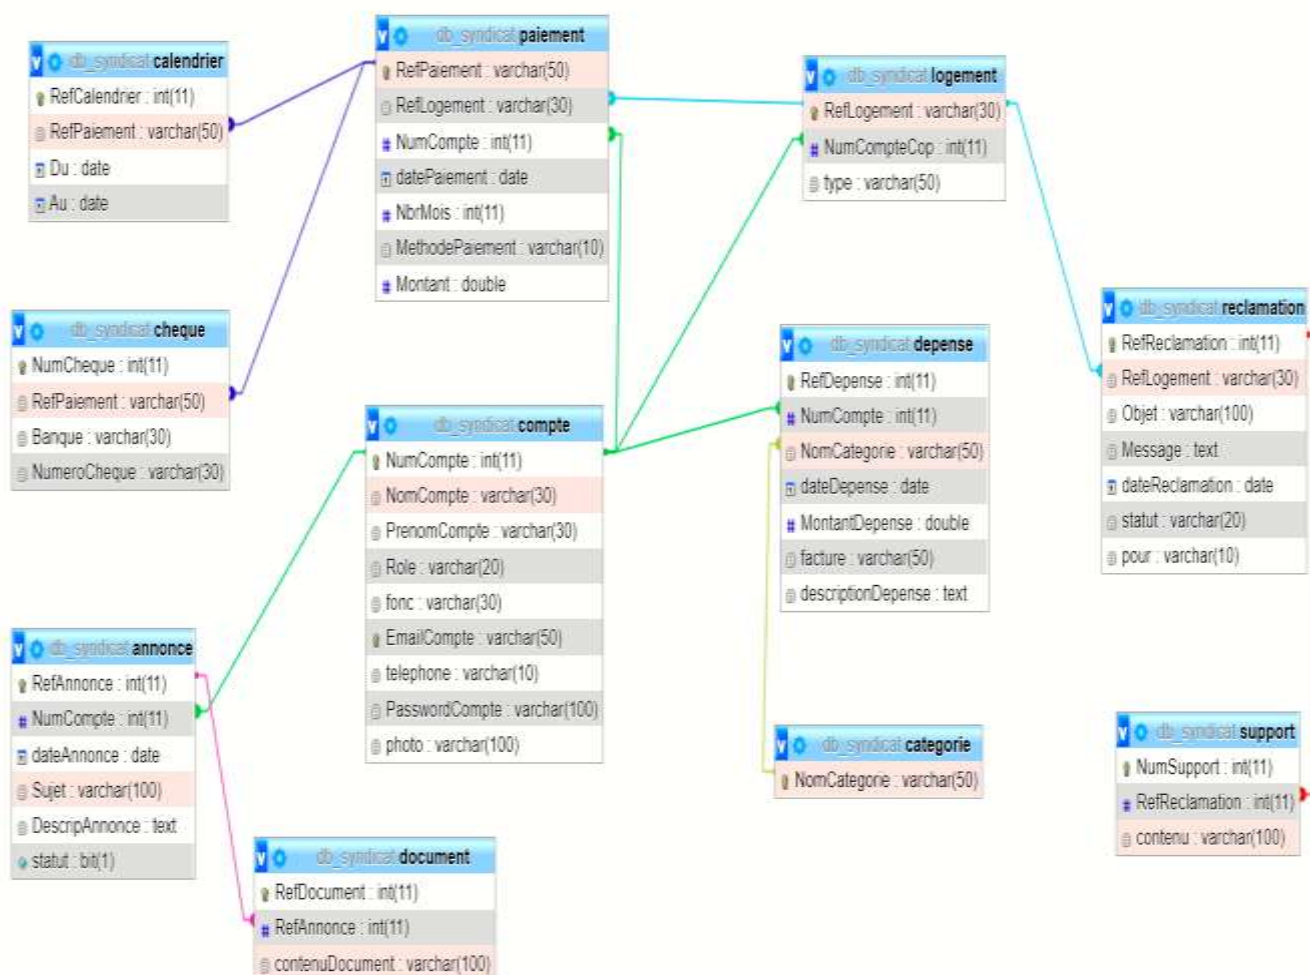 db_syndicat calendrier
RefCalendrier : int(11)
RefPaiement : varchar(50)
Du : date
Au : date
db_syndicat paiement
RefPaiement : varchar(50)
RefLogement : varchar(30)
NumCompte : int(11)
datePaiement : date
NbrMois : int(11)
MethodePaiement : varchar(10)
Montant : double
db_syndicat logement
RefLogement : varchar(30)
NumCompteCop : int(11)
type : varchar(50)
db_syndicat cheque
NumCheque : int(11)
RefPaiement : varchar(50)
Banque : varchar(30)
NumeroCheque : varchar(30)
db_syndicat compte
NumCompte : int(11)
NomCompte : varchar(30)
PrenomCompte : varchar(30)
Role : varchar(20)
fonc : varchar(30)
EmailCompte : varchar(50)
telephone : varchar(10)
PasswordCompte : varchar(100)
photo : varchar(100)
db_syndicat depense
RefDepense : int(11)
NumCompte : int(11)
NomCategorie : varchar(50)
dateDepense : date
MontantDepense : double
facture : varchar(50)
descriptionDepense : text
db_syndicat reclamation
RefReclamation : int(11)
RefLogement : varchar(30)
Objet : varchar(100)
Message : text
dateReclamation : date
statut : varchar(20)
pour : varchar(10)
db_syndicat annonce
RefAnnonce : int(11)
NumCompte : int(11)
dateAnnonce : date
Sujet : varchar(100)
DescripAnnonce : text
statut : bit(1)
db_syndicat categorie
NomCategorie : varchar(50)
db_syndicat support
NumSupport : int(11)
RefReclamation : int(11)
contenu : varchar(100)
db_syndicat document
RefDocument : int(11)
RefAnnonce : int(11)
contenuDocument : varchar(100)